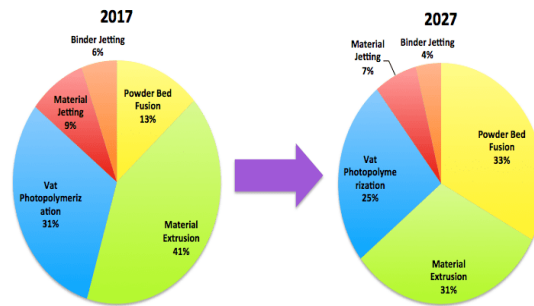 2017
Binder Jetting
6%
Powder Bed
Fusion
13%
Material
Jetting
9%
Vat
Photopolymeriz
ation
31%
Material
Extrusion
41%
2027
Binder Jetting
4%
Material
Jetting
7%
Powder Bed
Fusion
33%
Vat
Photopolyme
rization
25%
Material
Extrusion
31%